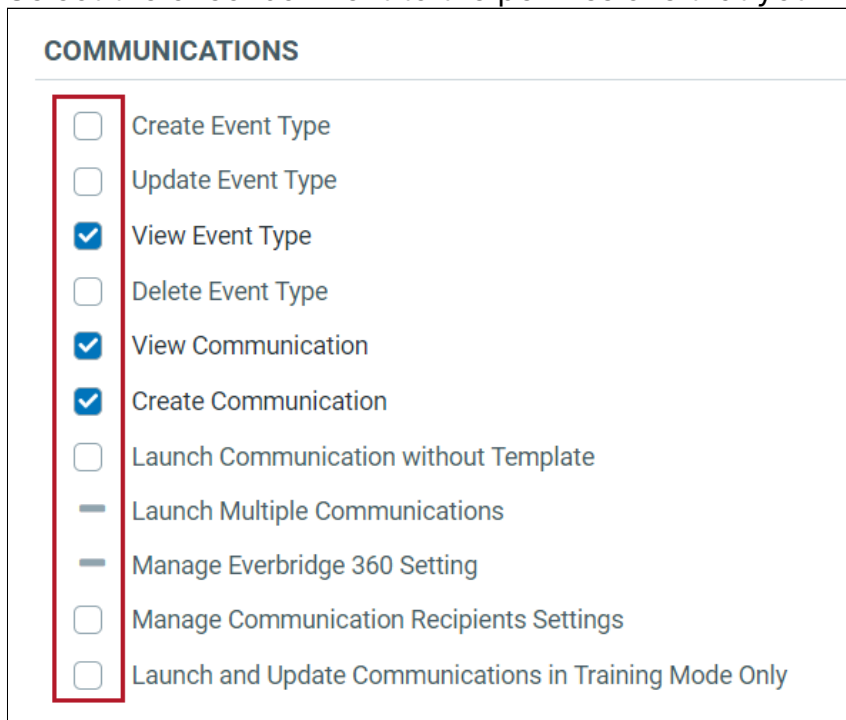 COMMUNICATIONS
Create Event Type
Update Event Type
View Event Type
Delete Event Type
View Communication
Create Communication
Launch Communication without Template
Launch Multiple Communications
Manage Everbridge 360 Setting
Manage Communication Recipients Settings
Launch and Update Communications in Training Mode Only